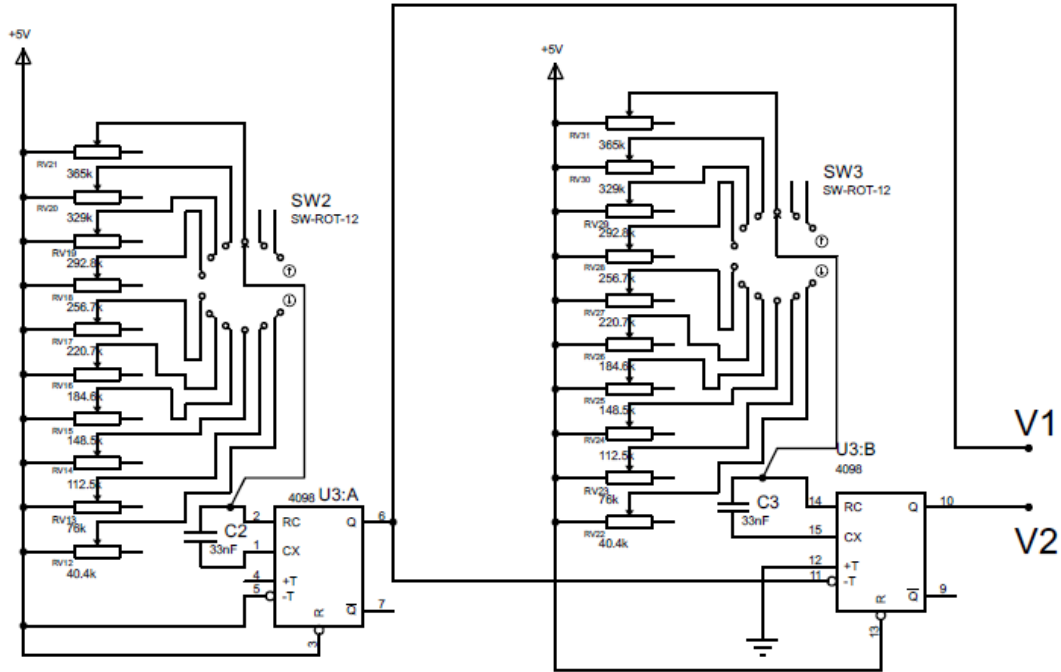 +5V
RV21
365k
RV20
329k
RV19
292.8k
RV18
256.7k
RV17
220.7k
RV16
184.6k
RV15
148.5k
RV14
112.5k
RV13
76k
RV12
40.4k
SW2
SW-ROT-12
C2
33nF
U3:A
4098
2
RC
1
CX
4
+T
5
-T
R
3
Q
6
Q
7
+5V
RV31
365k
RV30
329k
RV29
292.8k
RV28
256.7k
RV27
220.7k
RV26
184.6k
RV25
148.5k
RV24
112.5k
RV23
76k
RV22
40.4k
SW3
SW-ROT-12
C3
33nF
U3:B
4098
14
RC
15
CX
12
+T
11
-T
R
13
Q
10
Q
9
V1
V2